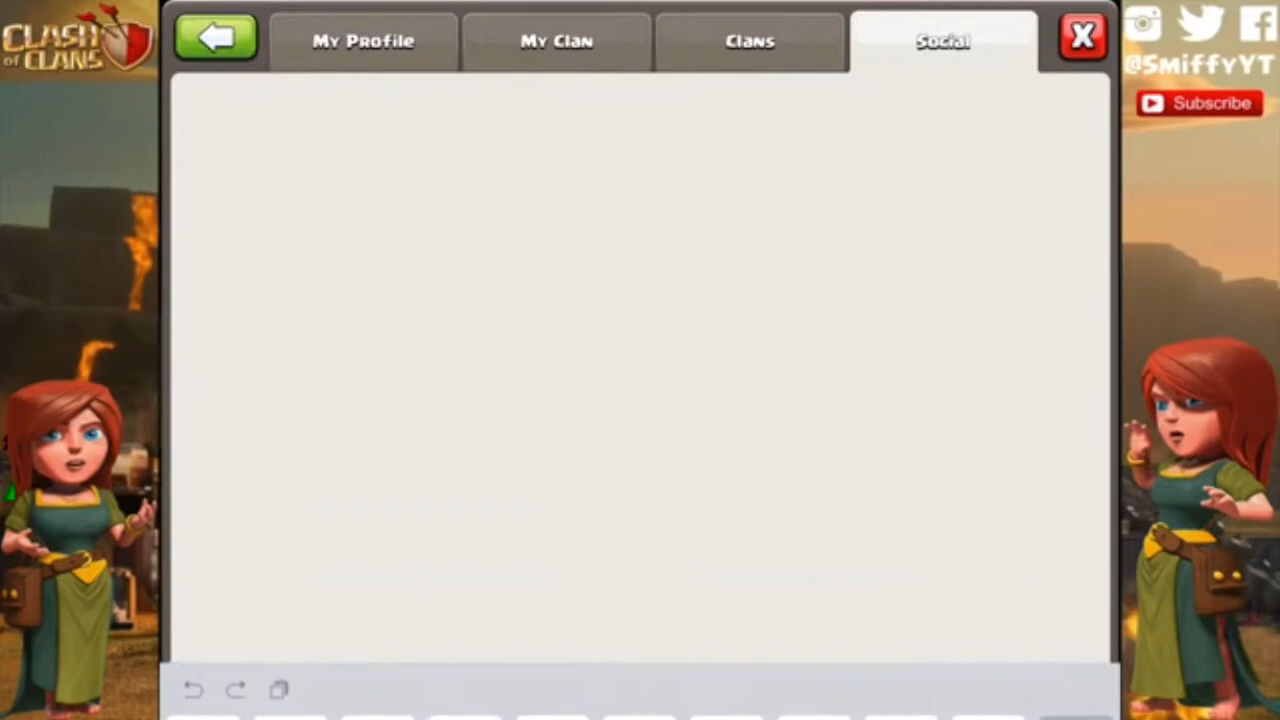 CLASH
OF CLANS
My Profile
My Clan
Clans
Social
X
@SmiffyYT
Subscribe